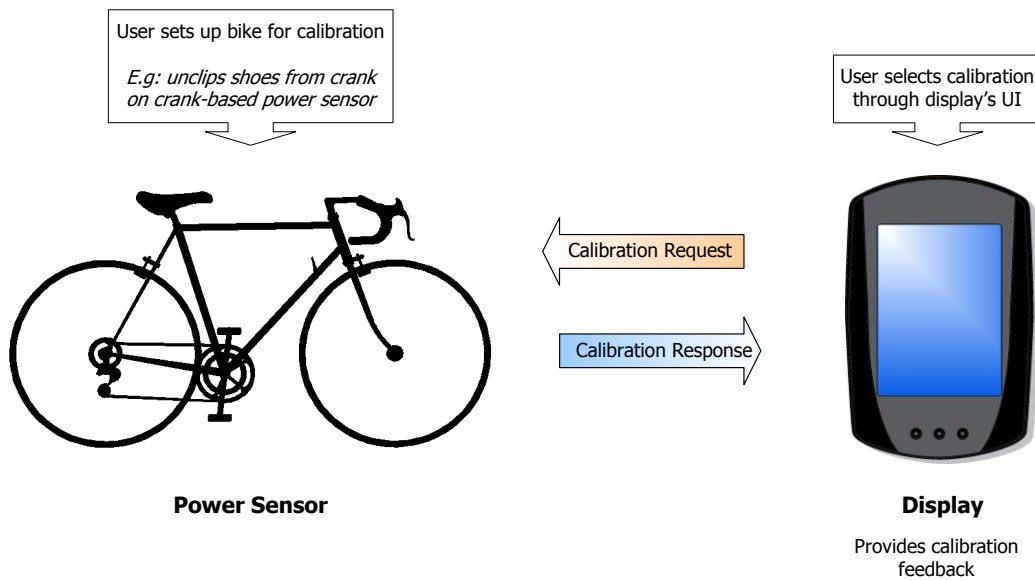 User sets up bike for calibration
E.g: unclips shoes from crank
on crank-based power sensor
User selects calibration
through display's UI
Calibration Request
Calibration Response
Power Sensor
Display
Provides calibration
feedback